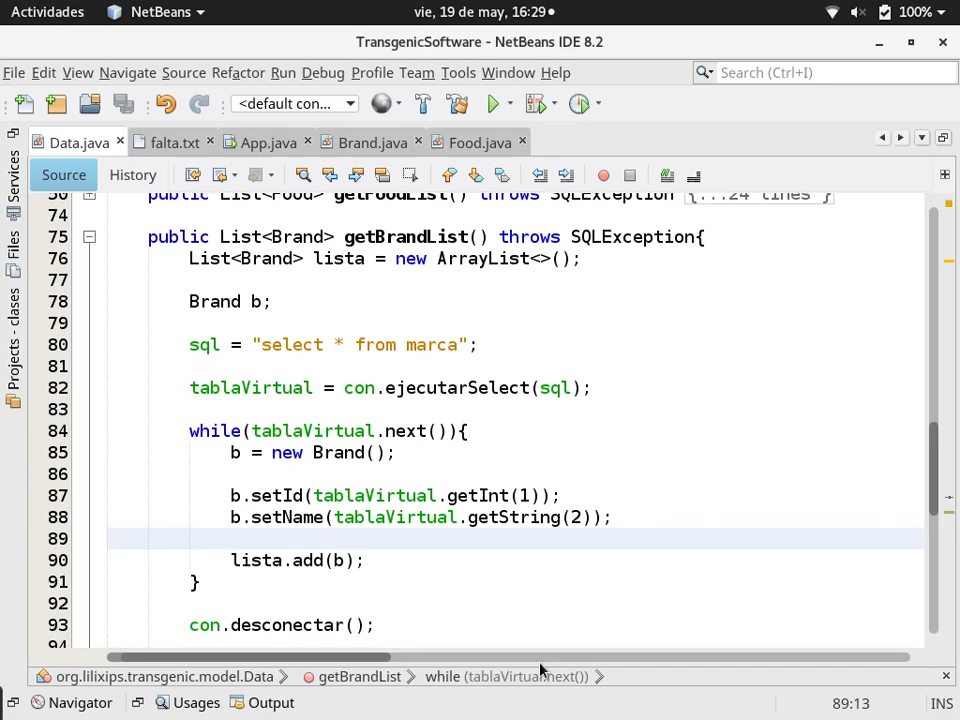 Actividades NetBeans vie, 19 de may, 16:29 100%
TransgenicSoftware - NetBeans IDE 8.2
File Edit View Navigate Source Refactor Run Debug Profile Team Tools Window Help Search (Ctrl+I)
<default con...
Data.java falta.txt App.java Brand.java Food.java
Source History
Services
Files
Projects - clases
50 public List<Food> getFoodList() throws SQLException {...24 lines }
74
75 public List<Brand> getBrandList() throws SQLException{
76 List<Brand> lista = new ArrayList<>();
77
78 Brand b;
79
80 sql = "select * from marca";
81
82 tablaVirtual = con.ejecutarSelect(sql);
83
84 while(tablaVirtual.next()){
85 b = new Brand();
86
87 b.setId(tablaVirtual.getInt(1));
88 b.setName(tablaVirtual.getString(2));
89
90 lista.add(b);
91 }
92
93 con.desconectar();
94
org.lilixips.transgenic.model.Data getBrandList while (tablaVirtual.next())
Navigator Usages Output 89:13 INS